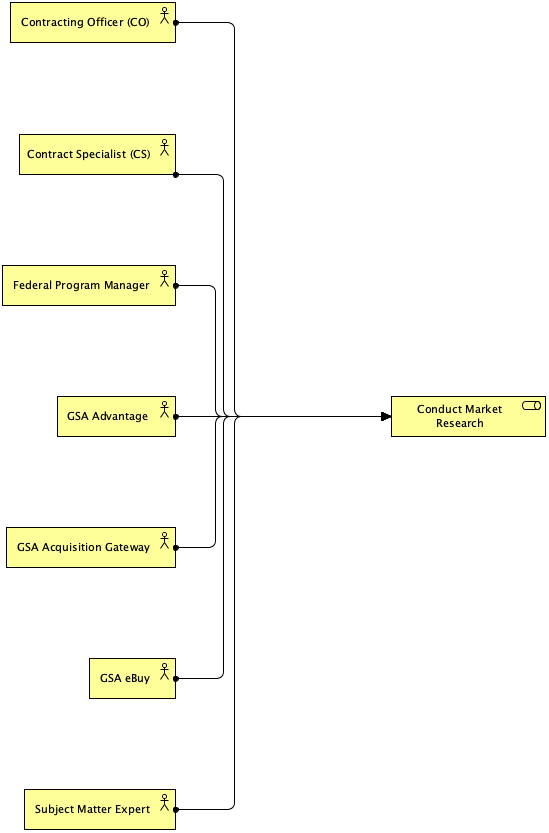 Contracting Officer (CO)
Contract Specialist (CS)
Federal Program Manager
GSA Advantage
Conduct Market
Research
GSA Acquisition Gateway
GSA eBuy
Subject Matter Expert